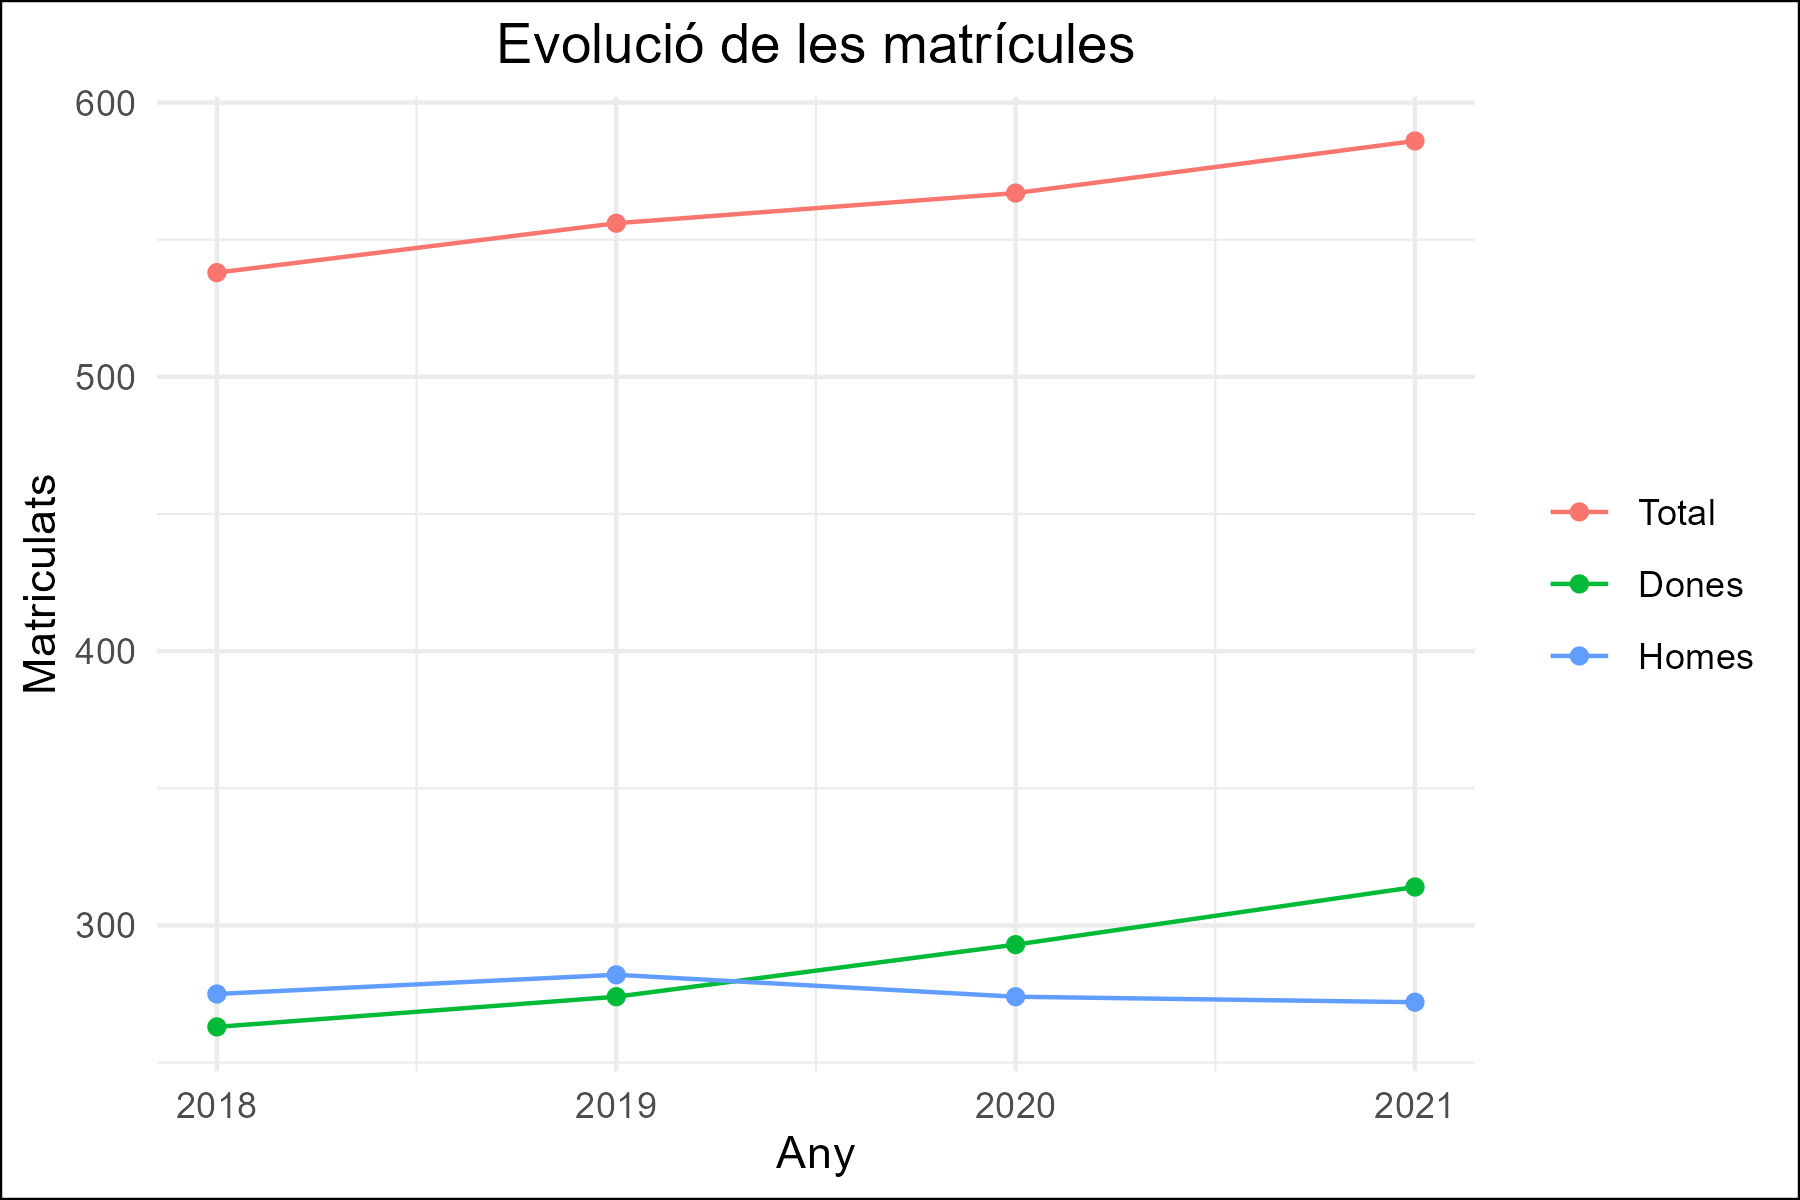 Evolució de les matrícules
600
500
400
300
Matriculats
2018
2019
2020
2021
Any
Total
Dones
Homes